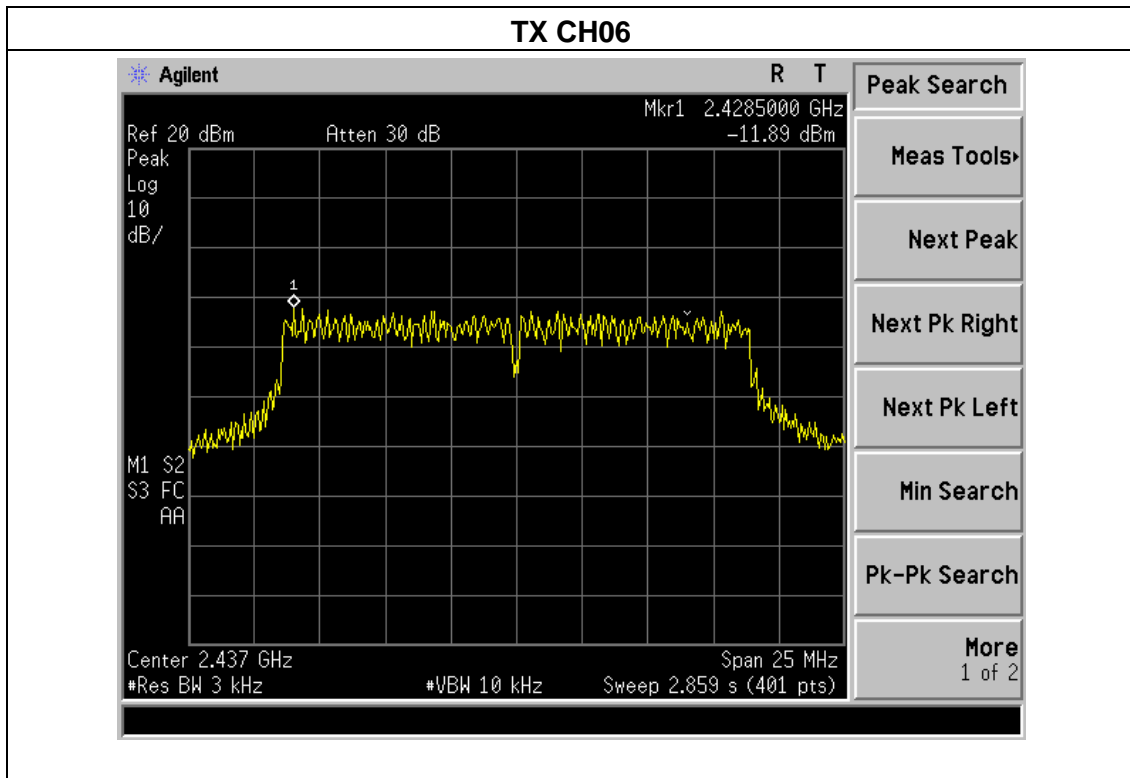 TX CH06
Agilent R T
Peak Search
Mkr1 2.4285000 GHz
Ref 20 dBm Atten 30 dB -11.89 dBm
Peak
Log
10
dB/
1
M1 S2
S3 FC
AA
Center 2.437 GHz Span 25 MHz
#Res BW 3 kHz #VBW 10 kHz Sweep 2.859 s (401 pts)
Meas Tools
Next Peak
Next Pk Right
Next Pk Left
Min Search
Pk-Pk Search
More
1 of 2